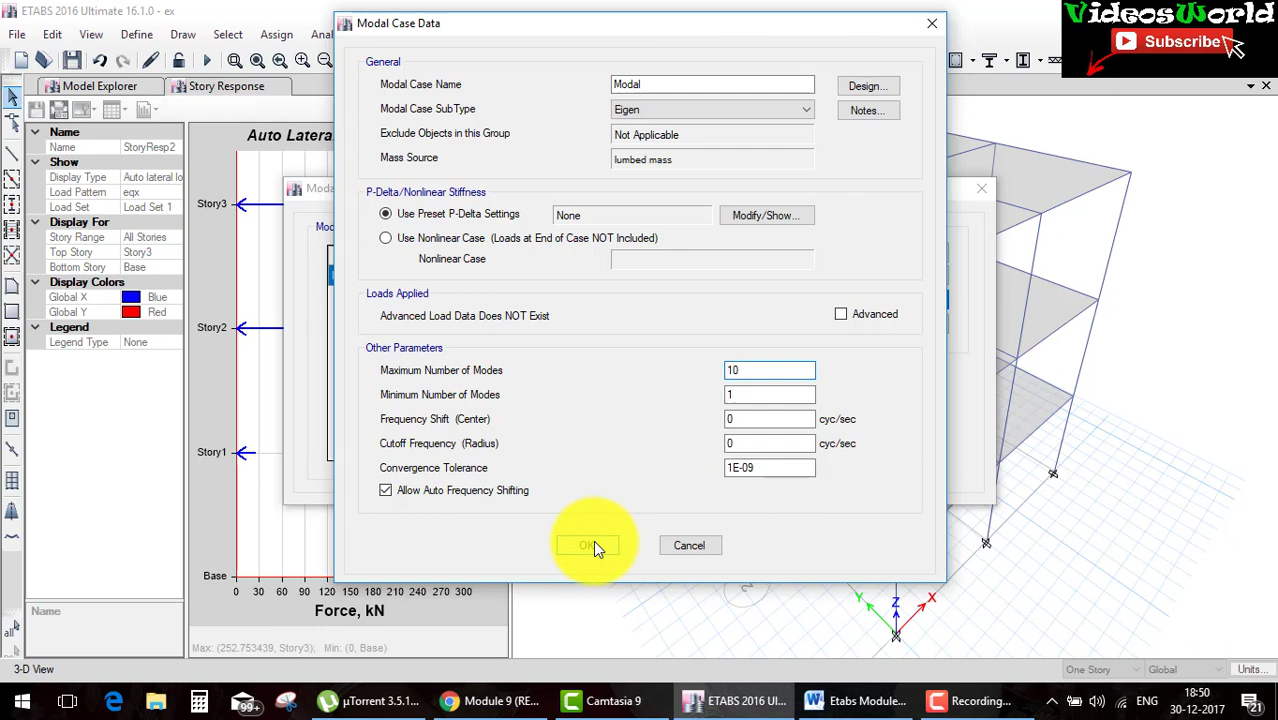 ETABS 2016 Ultimate 16.1.0 - ex
File Edit View Define Draw Select Assign Anal
Model Explorer
Story Response
Name
Name StoryResp2
Show
Display Type Auto lateral lo
Load Pattern eqx
Load Set Load Set 1
Display For
Story Range All Stories
Top Story Story3
Bottom Story Base
Display Colors
Global X Blue
Global Y Red
Legend
Legend Type None
Name
Auto Latera
Story3
Story2
Story1
Base
0 30 60 90 120 150 180 210 240 270 300
Force, kN
Max: (252.753439, Story3); Min: (0, Base)
Modal Case Data
General
Modal Case Name Modal Design...
Modal Case SubType Eigen Notes...
Exclude Objects in this Group Not Applicable
Mass Source lumbed mass
P-Delta/Nonlinear Stiffness
Use Preset P-Delta Settings None Modify/Show...
Use Nonlinear Case (Loads at End of Case NOT Included)
Nonlinear Case
Loads Applied
Advanced Load Data Does NOT Exist Advanced
Other Parameters
Maximum Number of Modes 10
Minimum Number of Modes 1
Frequency Shift (Center) 0 cyc/sec
Cutoff Frequency (Radius) 0 cyc/sec
Convergence Tolerance 1E-09
Allow Auto Frequency Shifting
OK Cancel
VideosWorld
Subscribe
Y Z X
3-D View
One Story Global Units...
99+
µTorrent 3.5.1...
Module 9 (RE...
Camtasia 9
ETABS 2016 Ul...
Etabs Module...
Recording...
ENG
18:50
30-12-2017
21